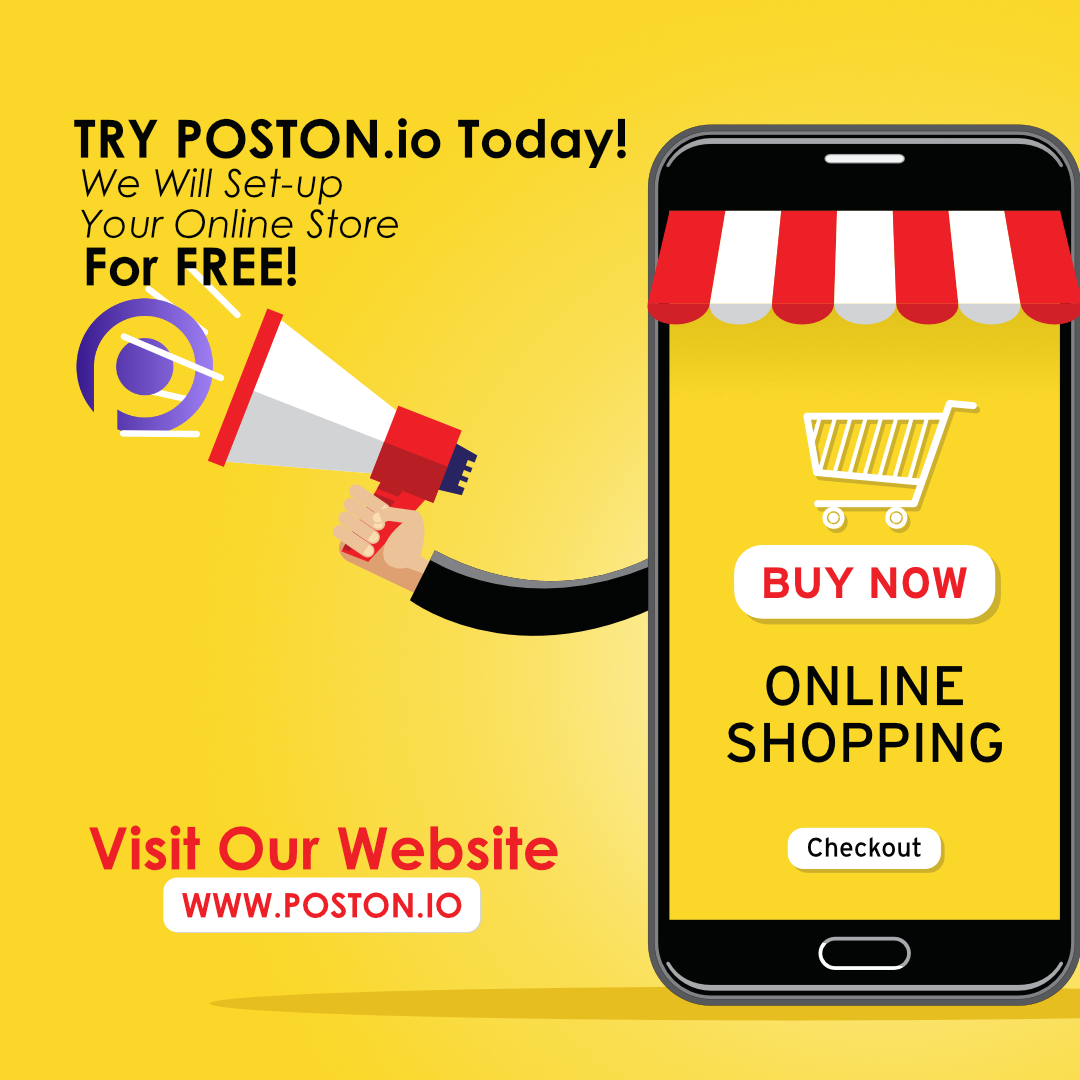 TRY POSTON.io Today!
We Will Set-up
Your Online Store
For FREE!
BUY NOW
ONLINE
SHOPPING
Checkout
Visit Our Website
WWW.POSTON.IO